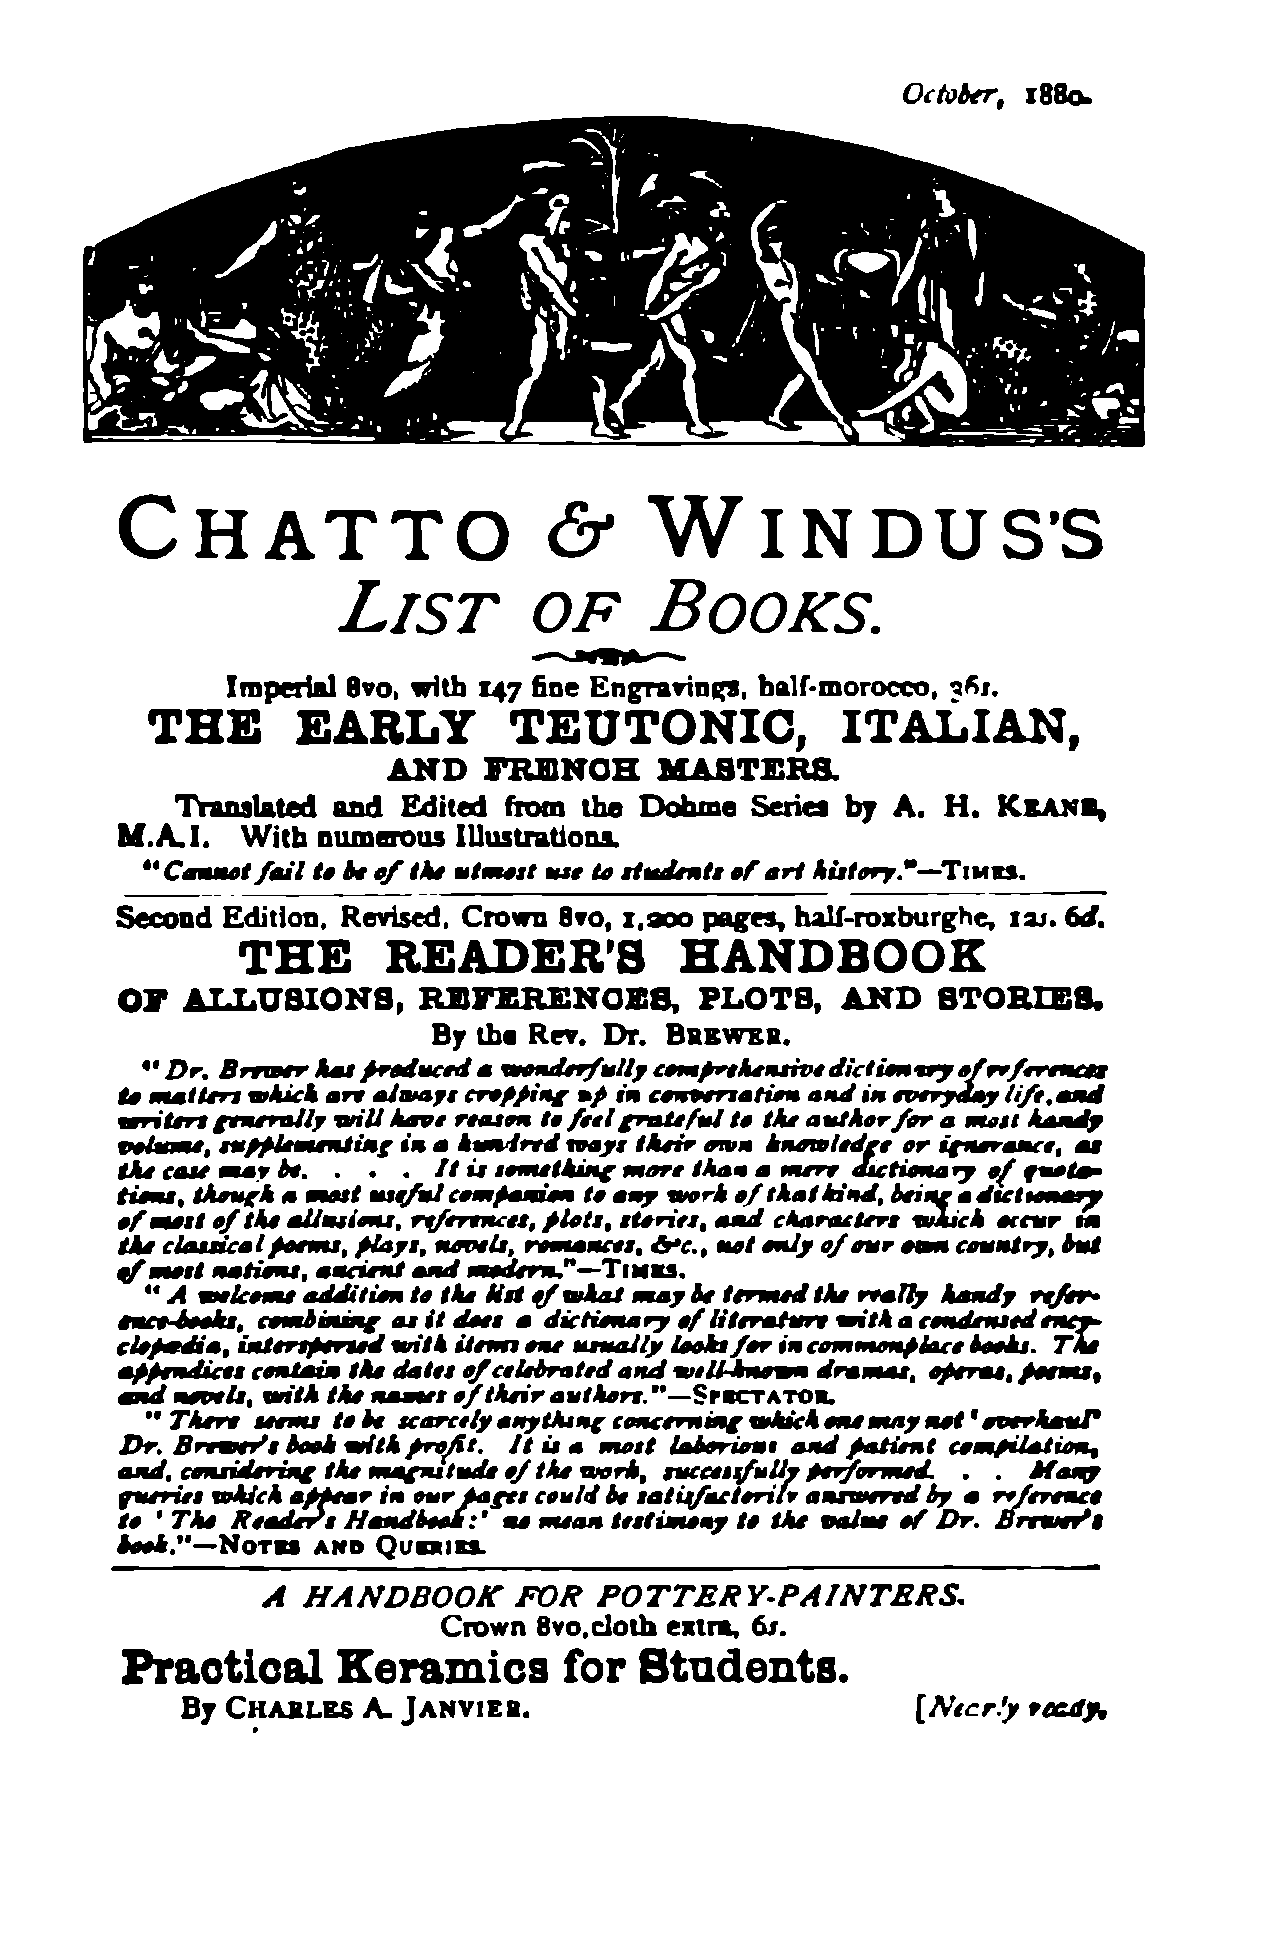 October, 1880.
CHATTO & WINDUS'S
LIST OF BOOKS.
Imperial 8vo, with 147 fine Engravings, half-morocco, 36s.
THE EARLY TEUTONIC, ITALIAN,
AND FRENCH MASTERS.
Translated and Edited from the Dohme Series by A. H. KEANE,
M.A.I. With numerous Illustrations.
"Cannot fail to be of the utmost use to students of art history."—TIMES.
Second Edition, Revised, Crown 8vo, 1,200 pages, half-roxburghe, 12s. 6d.
THE READER'S HANDBOOK
OF ALLUSIONS, REFERENCES, PLOTS, AND STORIES.
By the Rev. Dr. BREWER.
"Dr. Brewer has produced a wonderfully comprehensive dictionary of references
to matters which are always cropping up in conversation and in everyday life, and
writers generally will have reason to feel grateful to the author for a most handy
volume, supplementing in a hundred ways their own knowledge or ignorance, as
the case may be. . . . It is something more than a mere dictionary of quota-
tions, though a most useful companion to any work of that kind, being a dictionary
of most of the allusions, references, plots, stories, and characters which occur in
the classical poems, plays, novels, romances, &c., not only of our own country, but
of most nations, ancient and modern."—TIMES.
"A welcome addition to the list of what may be termed the really handy refer-
ence-books, combining as it does a dictionary of literature with a condensed ency-
clopædia, interspersed with items one usually looks for in commonplace books. The
appendices contain the dates of celebrated and well-known dramas, operas, poems,
and novels, with the names of their authors."—SPECTATOR.
"There seems to be scarcely anything concerning which one may not 'overhaul'
Dr. Brewer's book with profit. It is a most laborious and patient compilation,
and, considering the magnitude of the work, successfully performed. . . Many
queries which appear in our pages could be satisfactorily answered by a reference
to 'The Reader's Handbook:' no mean testimony to the value of Dr. Brewer's
book."—NOTES AND QUERIES.
A HANDBOOK FOR POTTERY-PAINTERS.
Crown 8vo, cloth extra, 6s.
Practical Keramics for Students.
By CHARLES A. JANVIER.
[Nearly ready.